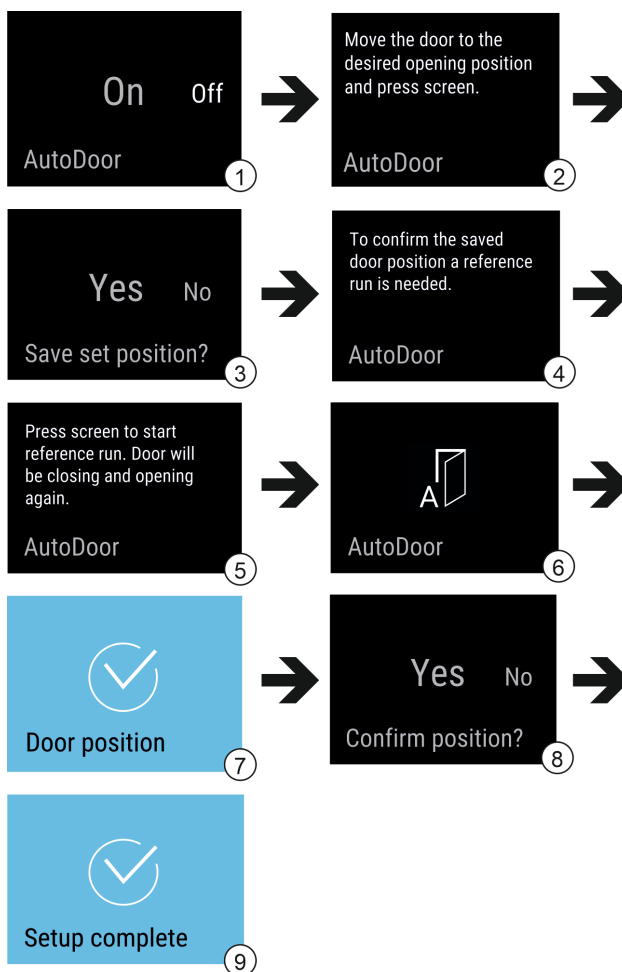 On Off
AutoDoor
1
Move the door to the
desired opening position
and press screen.
AutoDoor
2
Yes No
Save set position?
3
To confirm the saved
door position a reference
run is needed.
AutoDoor
4
Press screen to start
reference run. Door will
be closing and opening
again.
AutoDoor
5
A
AutoDoor
6
Door position
7
Yes No
Confirm position?
8
Setup complete
9